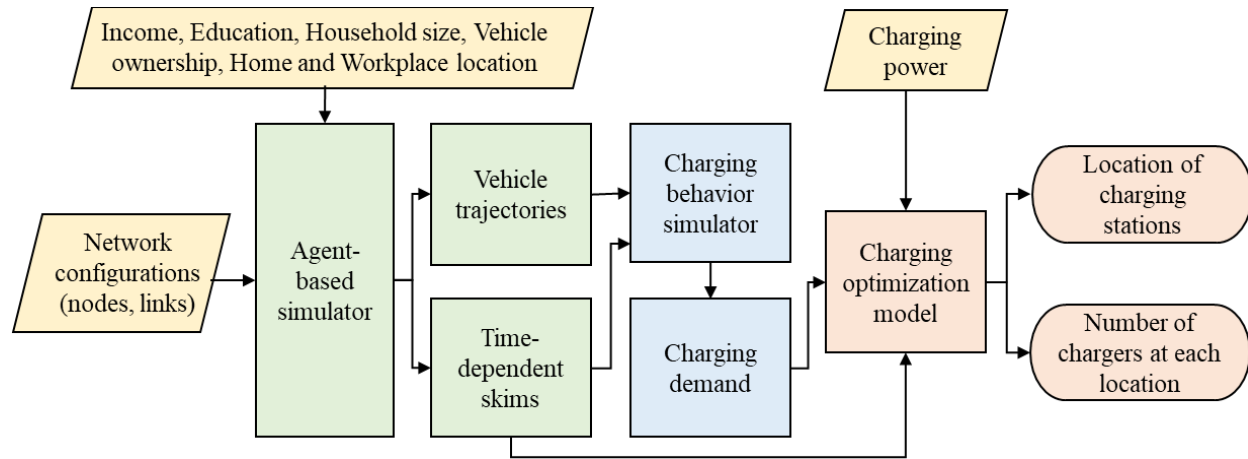 Income, Education, Household size, Vehicle
ownership, Home and Workplace location
Charging
power
Network
configurations
(nodes, links)
Agent-
based
simulator
Vehicle
trajectories
Time-
dependent
skims
Charging
behavior
simulator
Charging
demand
Charging
optimization
model
Location of
charging
stations
Number of
chargers at each
location